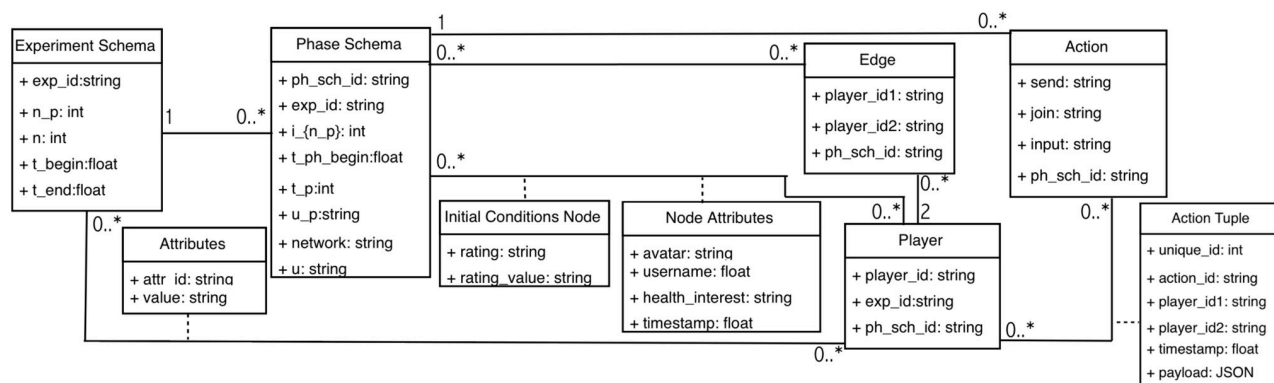 Experiment Schema
+ exp_id:string
+ n_p: int
+ n: int
+ t_begin:float
+ t_end:float
1
0..*
0..*
Phase Schema
+ ph_sch_id: string
+ exp_id: string
+ i_{n_p}: int
+ t_ph_begin:float
+ t_p:int
+ u_p:string
+ network: string
+ u: string
1
0..*
0..*
0..*
0..*
Edge
+ player_id1: string
+ player_id2: string
+ ph_sch_id: string
0..*
2
0..*
Action
+ send: string
+ join: string
+ input: string
+ ph_sch_id: string
0..*
Attributes
+ attr_id: string
+ value: string
Initial Conditions Node
+ rating: string
+ rating_value: string
Node Attributes
+ avatar: string
+ username: float
+ health_interest: string
+ timestamp: float
Player
+ player_id: string
+ exp_id:string
+ ph_sch_id: string
0..*
0..*
Action Tuple
+ unique_id: int
+ action_id: string
+ player_id1: string
+ player_id2: string
+ timestamp: float
+ payload: JSON